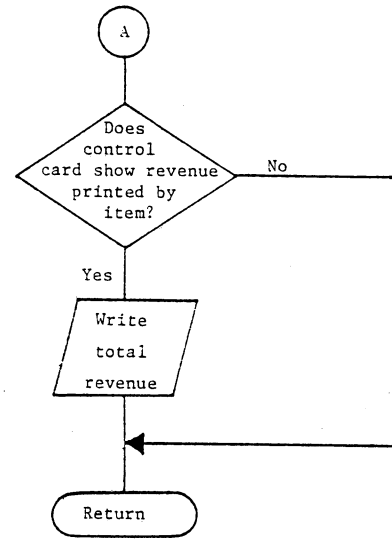 A
Does
control
card show revenue
printed by
item?
No
Yes
Write
total
revenue
Return